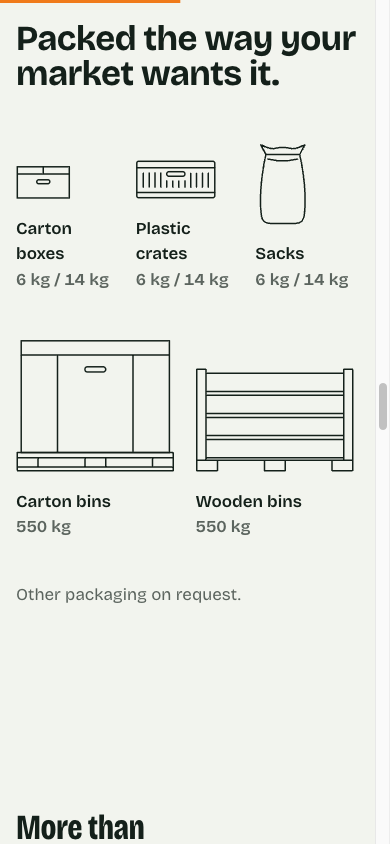 Packed the way your
market wants it.
Carton
boxes
6 kg / 14 kg
Plastic
crates
6 kg / 14 kg
Sacks
6 kg / 14 kg
Carton bins
550 kg
Wooden bins
550 kg
Other packaging on request.
More than